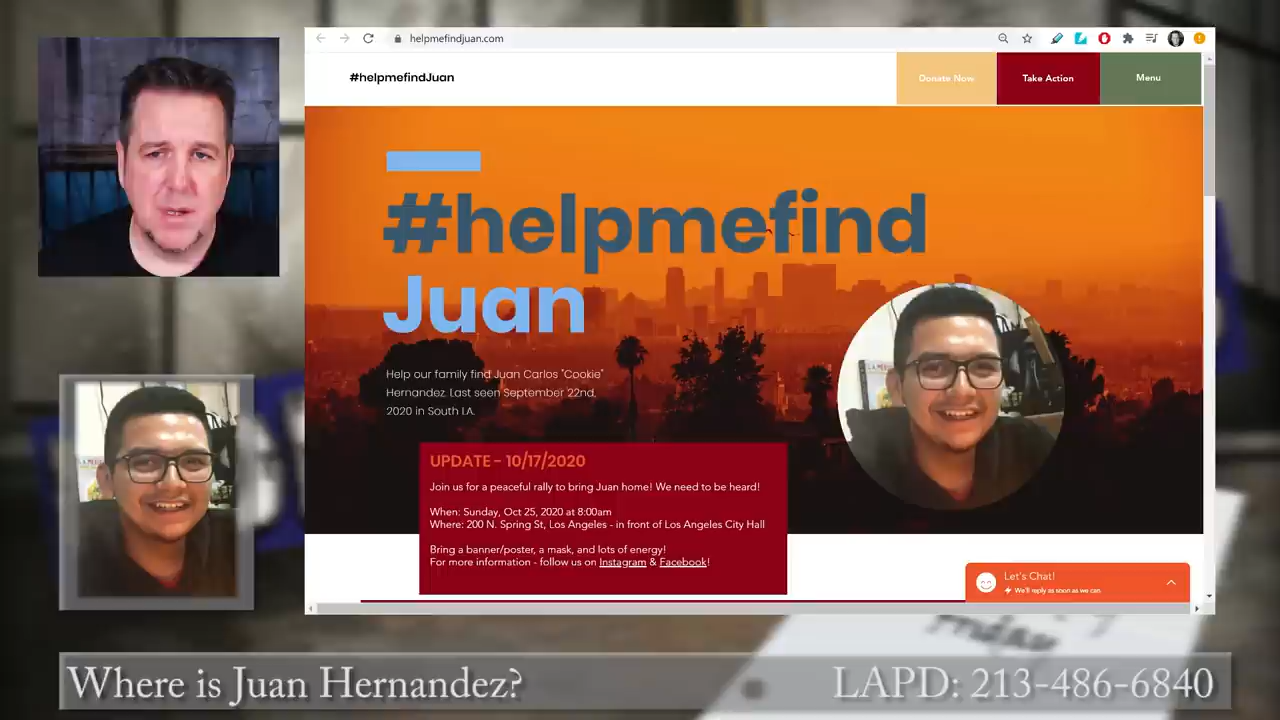 helpmefindjuan.com
#helpmefindJuan
Donate Now
Take Action
Menu
#helpmefind
Juan
Help our family find Juan Carlos "Cookie"
Hernandez. Last seen September 22nd,
2020 in South LA.
UPDATE - 10/17/2020
Join us for a peaceful rally to bring Juan home! We need to be heard!
When: Sunday, Oct 25, 2020 at 8:00am
Where: 200 N. Spring St, Los Angeles - in front of Los Angeles City Hall
Bring a banner/poster, a mask, and lots of energy!
For more information - follow us on Instagram & Facebook!
Let's Chat!
We'll reply as soon as we can
Friday
Where is Juan Hernandez?
LAPD: 213-486-6840